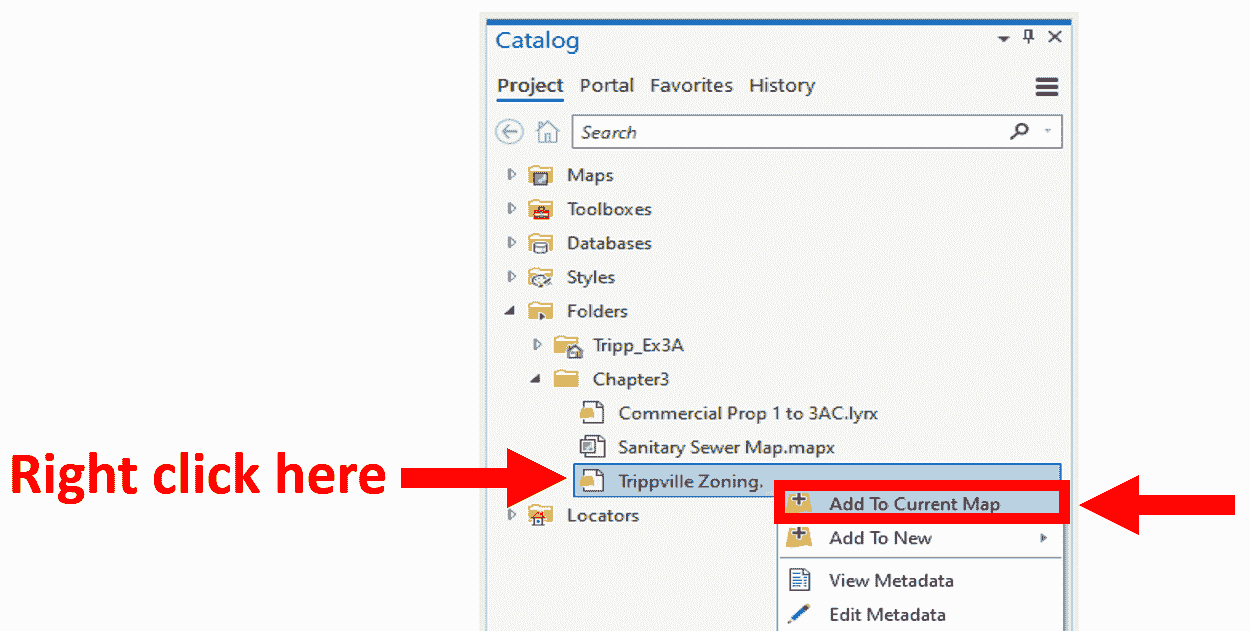 Catalog
Project Portal Favorites History
Search
Maps
Toolboxes
Databases
Styles
Folders
Tripp_Ex3A
Chapter3
Commercial Prop 1 to 3AC.lyrx
Sanitary Sewer Map.mapx
Right click here
Trippville Zoning.
Add To Current Map
Locators
Add To New
View Metadata
Edit Metadata